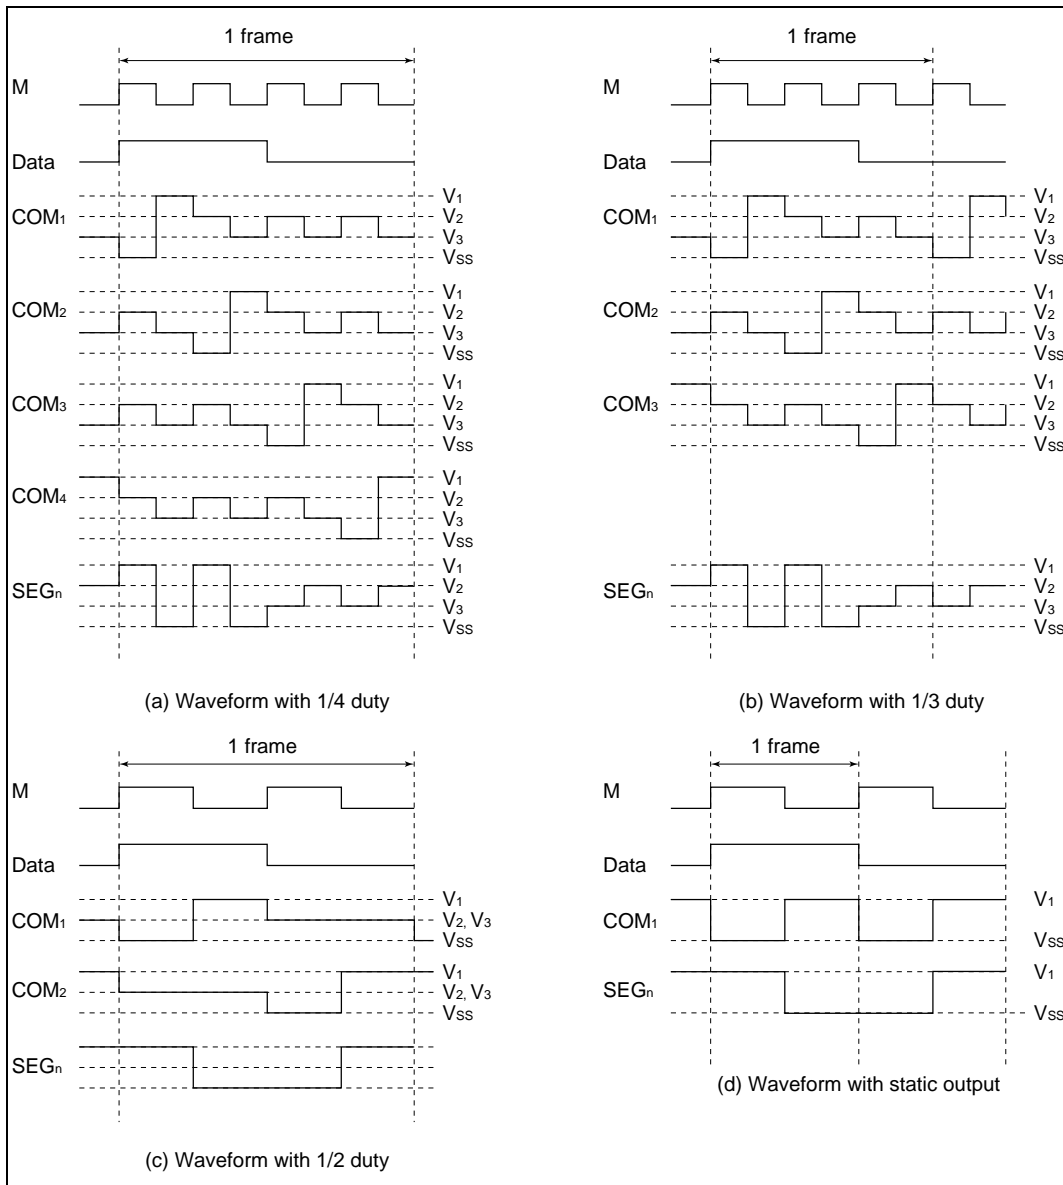 1 frame
M
Data
COM1
V1
V2
V3
VSS
COM2
V1
V2
V3
VSS
COM3
V1
V2
V3
VSS
COM4
V1
V2
V3
VSS
SEGn
V1
V2
V3
VSS
(a) Waveform with 1/4 duty
1 frame
M
Data
COM1
V1
V2
V3
VSS
COM2
V1
V2
V3
VSS
COM3
V1
V2
V3
VSS
SEGn
V1
V2
V3
VSS
(b) Waveform with 1/3 duty
1 frame
M
Data
COM1
V1
V2, V3
VSS
COM2
V1
V2, V3
VSS
SEGn
(c) Waveform with 1/2 duty
1 frame
M
Data
COM1
V1
VSS
SEGn
V1
VSS
(d) Waveform with static output